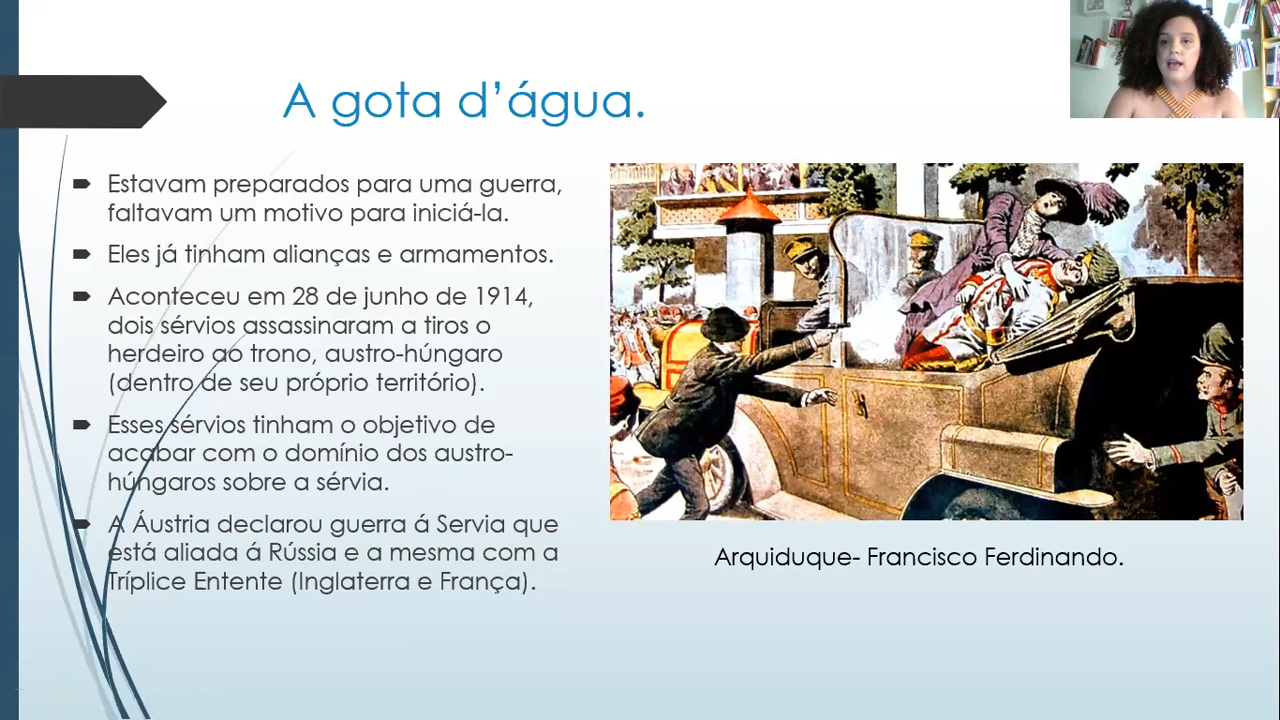 A gota d’água.
Estavam preparados para uma guerra,
faltavam um motivo para iniciá-la.
Eles já tinham alianças e armamentos.
Aconteceu em 28 de junho de 1914,
dois sérvios assassinaram a tiros o
herdeiro ao trono, austro-húngaro
(dentro de seu próprio território).
Esses sérvios tinham o objetivo de
acabar com o domínio dos austro-
húngaros sobre a sérvia.
A Áustria declarou guerra á Servia que
está aliada á Rússia e a mesma com a
Tríplice Entente (Inglaterra e França).
Arquiduque- Francisco Ferdinando.